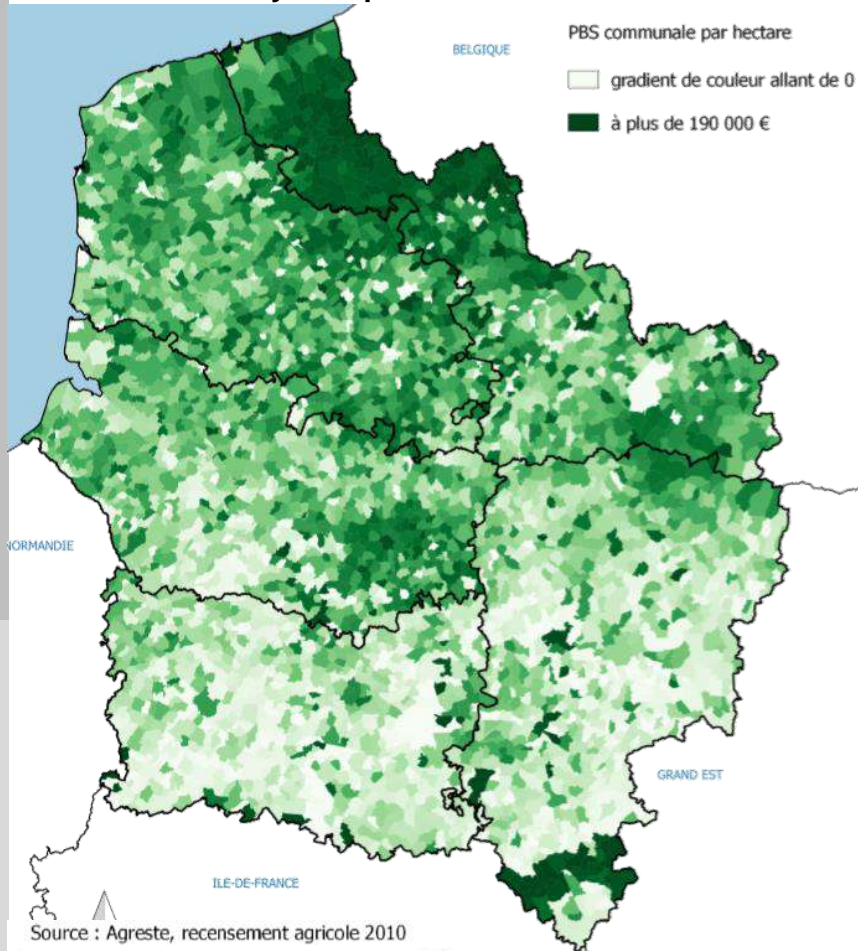 BELGIQUE
PBS communale par hectare
gradient de couleur allant de 0
à plus de 190 000 €
NORMANDIE
GRAND EST
ILE-DE-FRANCE
Source : Agreste, recensement agricole 2010